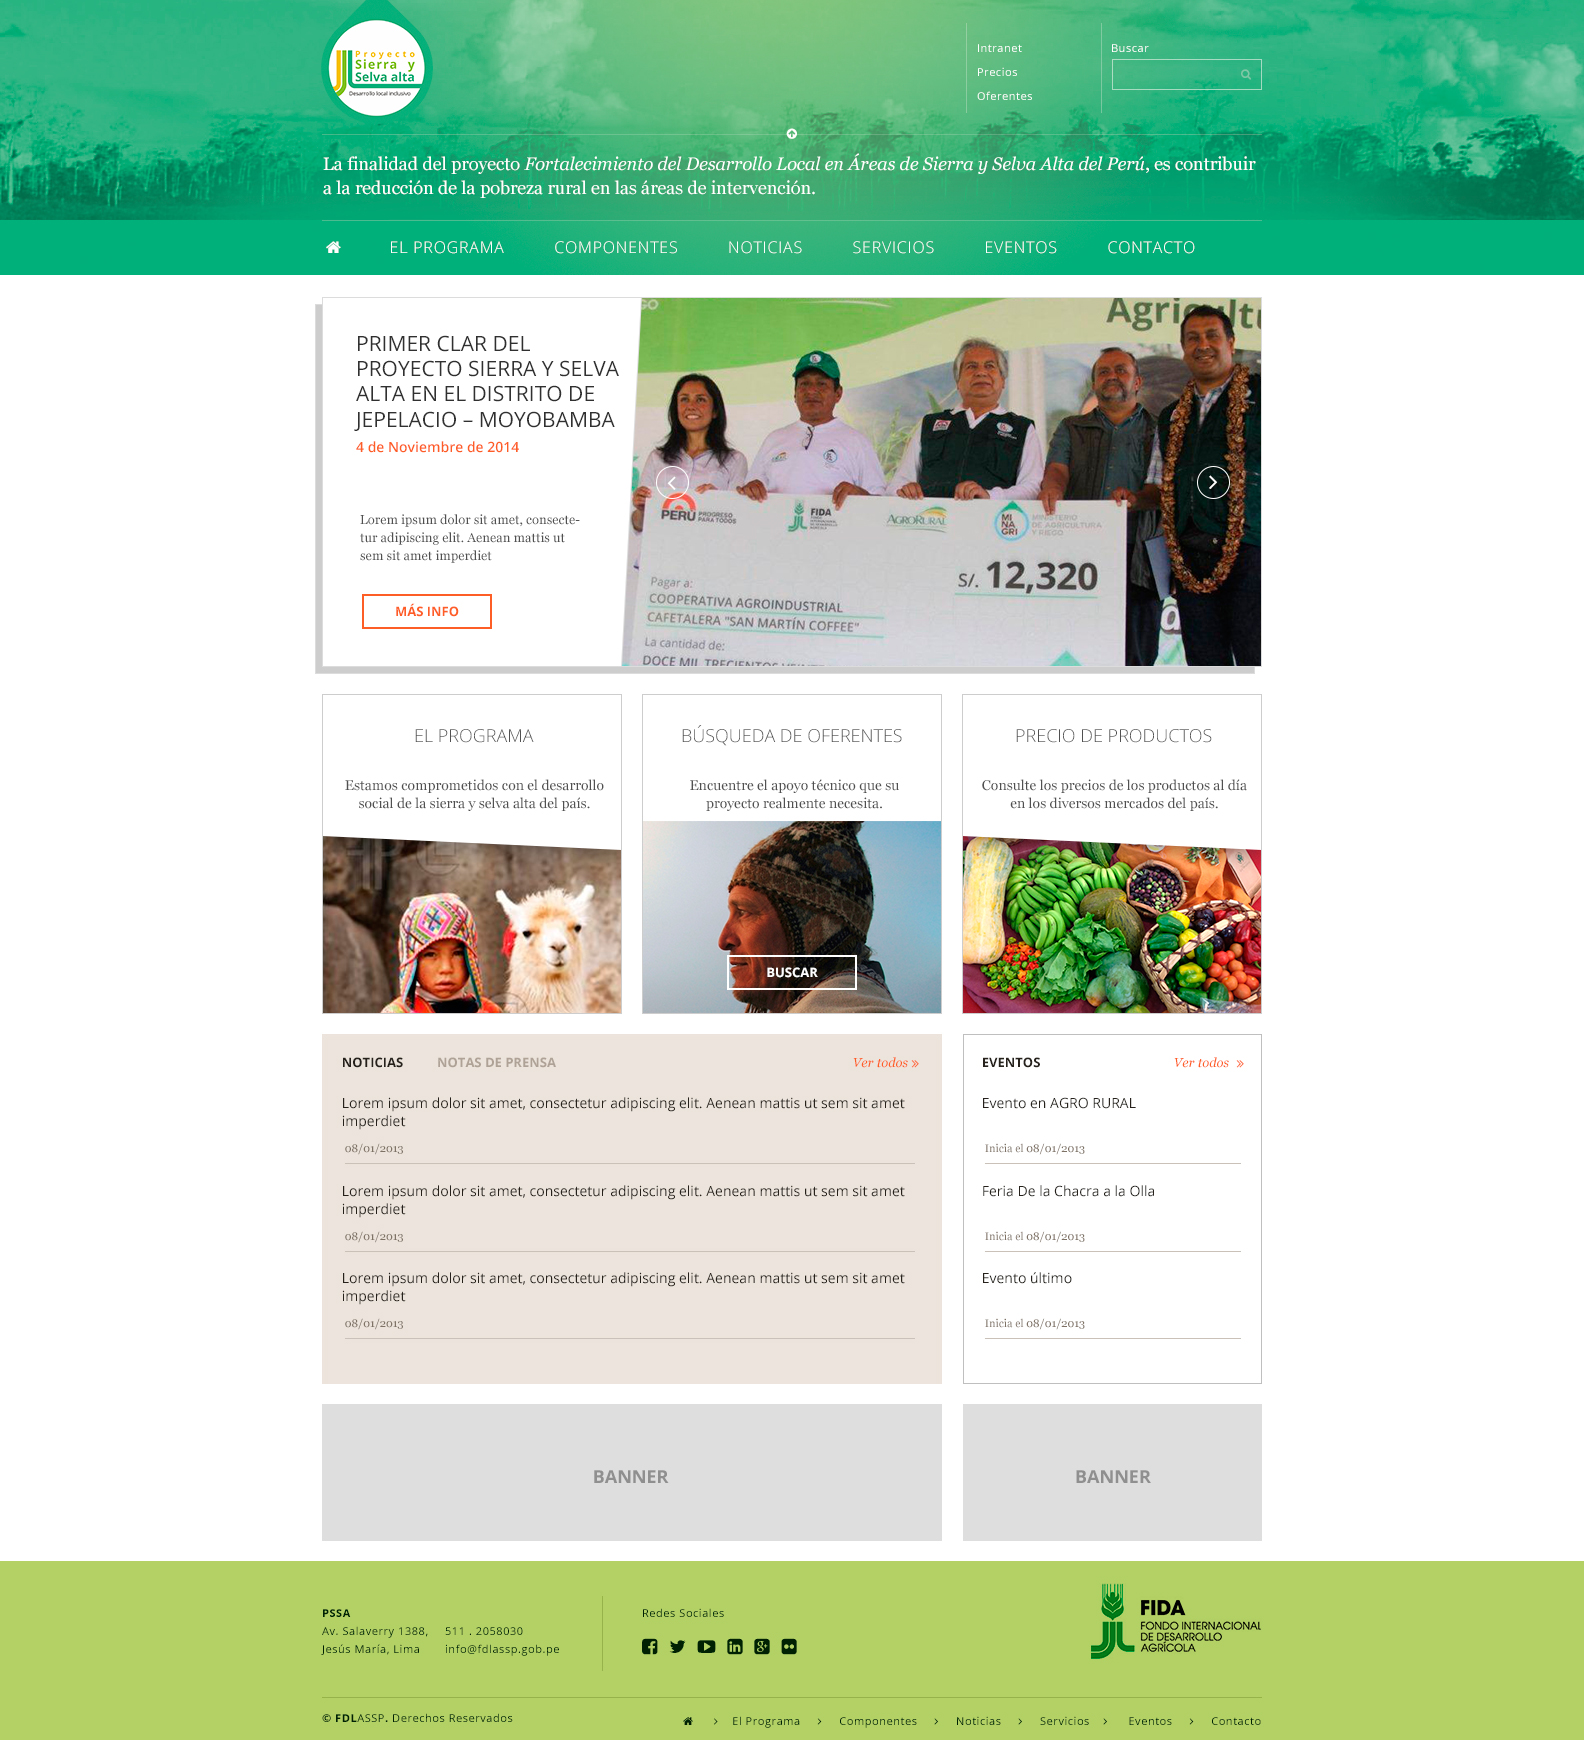 Proyecto
Sierra y
Selva alta
Desarrollo local inclusivo
Intranet
Precios
Oferentes
Buscar
La finalidad del proyecto Fortalecimiento del Desarrollo Local en Áreas de Sierra y Selva Alta del Perú, es contribuir
a la reducción de la pobreza rural en las áreas de intervención.
EL PROGRAMA
COMPONENTES
NOTICIAS
SERVICIOS
EVENTOS
CONTACTO
PRIMER CLAR DEL
PROYECTO SIERRA Y SELVA
ALTA EN EL DISTRITO DE
JEPELACIO – MOYOBAMBA
4 de Noviembre de 2014
Lorem ipsum dolor sit amet, consecte-
tur adipiscing elit. Aenean mattis ut
sem sit amet imperdiet
MÁS INFO
GO
Agricultu
PERÚ PROGRESO
PARA TODOS
FIDA
AGRORURAL
MINAGRI
MINISTERIO
DE AGRICULTURA
Y RIEGO
S/. 12,320
Pagar a:
COOPERATIVA AGROINDUSTRIAL
CAFETALERA "SAN MARTÍN COFFEE"
La cantidad de:
DOCE MIL TRECIENTOS
EL PROGRAMA
Estamos comprometidos con el desarrollo
social de la sierra y selva alta del país.
BÚSQUEDA DE OFERENTES
Encuentre el apoyo técnico que su
proyecto realmente necesita.
BUSCAR
PRECIO DE PRODUCTOS
Consulte los precios de los productos al día
en los diversos mercados del país.
NOTICIAS
NOTAS DE PRENSA
Ver todos »
Lorem ipsum dolor sit amet, consectetur adipiscing elit. Aenean mattis ut sem sit amet
imperdiet
08/01/2013
Lorem ipsum dolor sit amet, consectetur adipiscing elit. Aenean mattis ut sem sit amet
imperdiet
08/01/2013
Lorem ipsum dolor sit amet, consectetur adipiscing elit. Aenean mattis ut sem sit amet
imperdiet
08/01/2013
EVENTOS
Ver todos »
Evento en AGRO RURAL
Inicia el 08/01/2013
Feria De la Chacra a la Olla
Inicia el 08/01/2013
Evento último
Inicia el 08/01/2013
BANNER
BANNER
PSSA
Av. Salaverry 1388,
Jesús María, Lima
511 . 2058030
info@fdlassp.gob.pe
Redes Sociales
FIDA
FONDO INTERNACIONAL
DE DESARROLLO
AGRÍCOLA
© FDLASSP. Derechos Reservados
> El Programa > Componentes > Noticias > Servicios > Eventos > Contacto